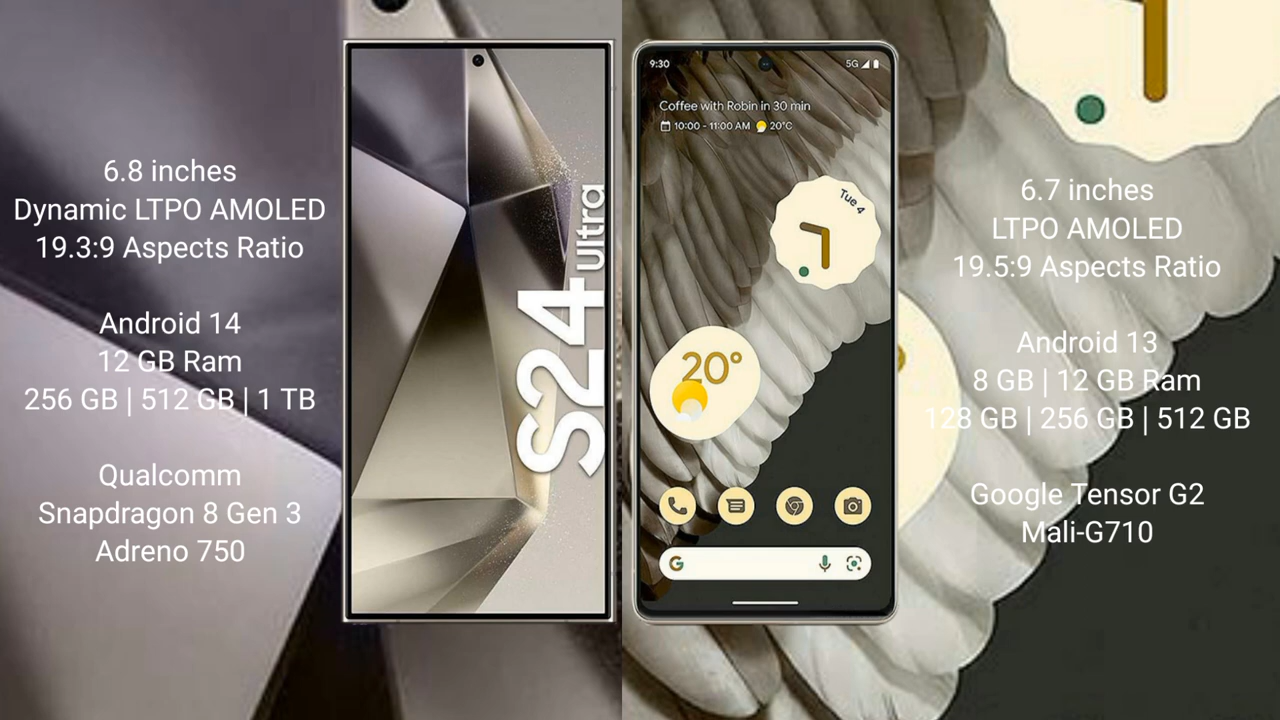 6.8 inches
Dynamic LTPO AMOLED
19.3:9 Aspects Ratio
Android 14
12 GB Ram
256 GB | 512 GB | 1 TB
Qualcomm
Snapdragon 8 Gen 3
Adreno 750
S24 ultra
9:30
5G
Coffee with Robin in 30 min
10:00 - 11:00 AM 20°C
Tue 4
20°
G
6.7 inches
LTPO AMOLED
19.5:9 Aspects Ratio
Android 13
8 GB | 12 GB Ram
128 GB | 256 GB | 512 GB
Google Tensor G2
Mali-G710